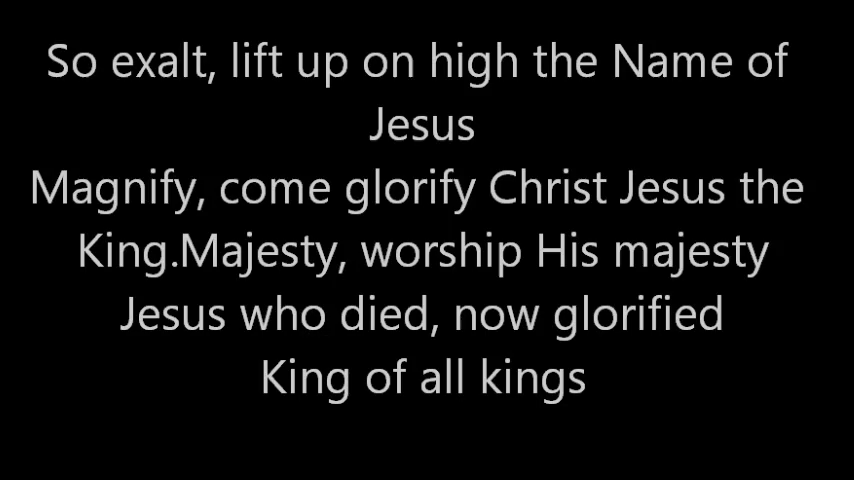 So exalt, lift up on high the Name of
Jesus
Magnify, come glorify Christ Jesus the
King.Majesty, worship His majesty
Jesus who died, now glorified
King of all kings